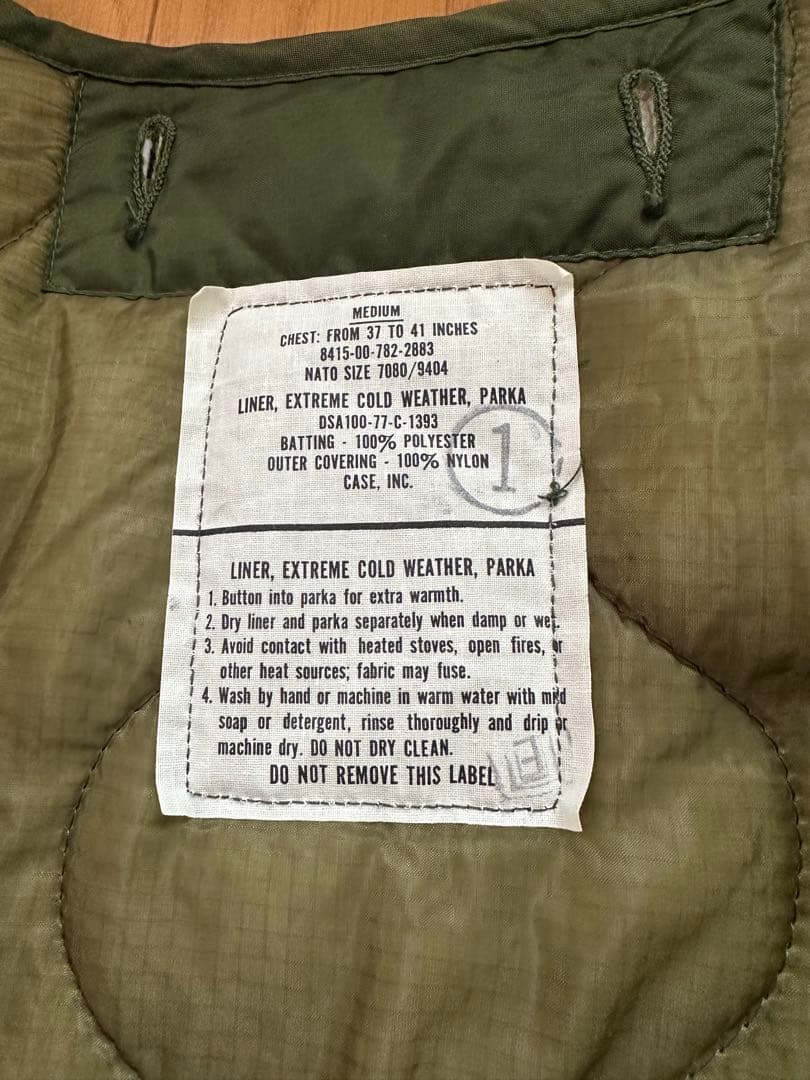 MEDIUM
CHEST: FROM 37 TO 41 INCHES
8415-00-782-2883
NATO SIZE 7080/9404
LINER, EXTREME COLD WEATHER, PARKA
DSA100-77-C-1393
BATTING - 100% POLYESTER
OUTER COVERING - 100% NYLON
CASE, INC.
1
LINER, EXTREME COLD WEATHER, PARKA
1. Button into parka for extra warmth.
2. Dry liner and parka separately when damp or wet.
3. Avoid contact with heated stoves, open fires, or
other heat sources; fabric may fuse.
4. Wash by hand or machine in warm water with mild
soap or detergent, rinse thoroughly and drip or
machine dry. DO NOT DRY CLEAN.
DO NOT REMOVE THIS LABEL